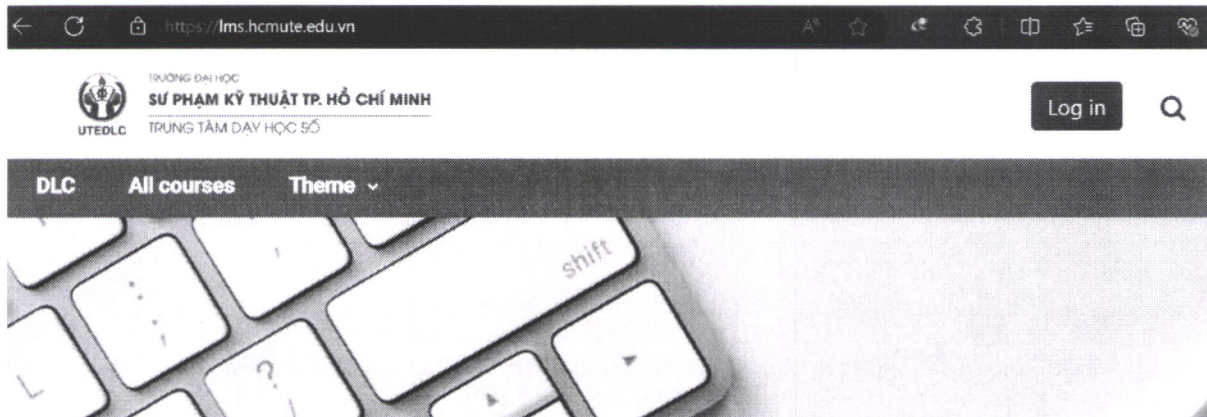 https://lms.hcmute.edu.vn
TRƯỜNG ĐẠI HỌC
SƯ PHẠM KỸ THUẬT TP. HỒ CHÍ MINH
UTEDLC
TRUNG TÂM DẠY HỌC SỐ
Log in
DLC All courses Theme
shift
?
L